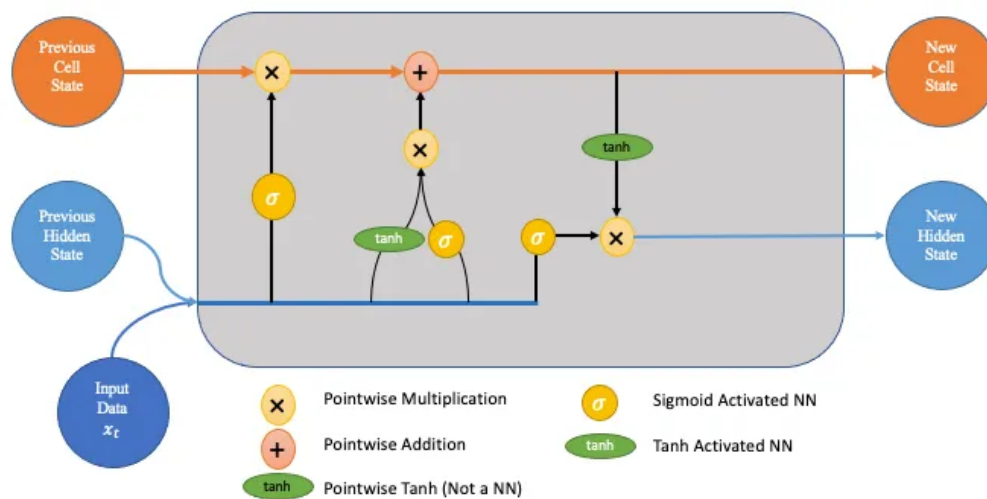 Previous
Cell
State
×
+
New
Cell
State
×
tanh
σ
Previous
Hidden
State
tanh
σ
σ
×
New
Hidden
State
Input
Data
x_t
× Pointwise Multiplication
σ Sigmoid Activated NN
+ Pointwise Addition
tanh Tanh Activated NN
tanh Pointwise Tanh (Not a NN)